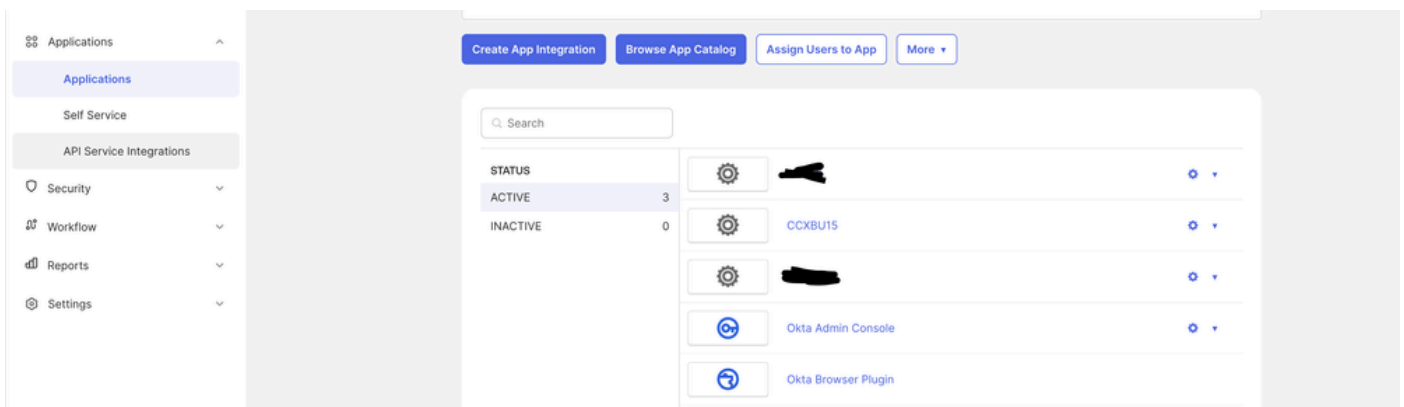 Applications
Applications
Self Service
API Service Integrations
Security
Workflow
Reports
Settings
Create App Integration
Browse App Catalog
Assign Users to App
More
Search
STATUS
ACTIVE 3
INACTIVE 0
CCXBU15
Okta Admin Console
Okta Browser Plugin